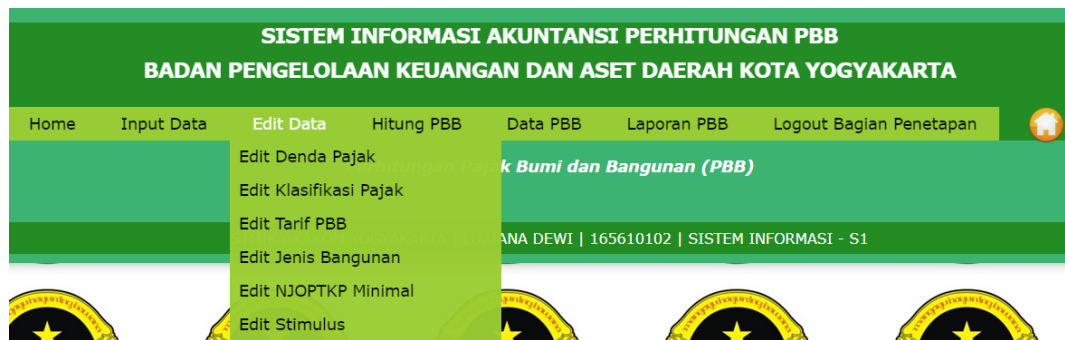 SISTEM INFORMASI AKUNTANSI PERHITUNGAN PBB
BADAN PENGELOLAAN KEUANGAN DAN ASET DAERAH KOTA YOGYAKARTA
Home Input Data Edit Data Hitung PBB Data PBB Laporan PBB Logout Bagian Penetapan
Edit Denda Pajak
Perhitungan Pajak Bumi dan Bangunan (PBB)
Edit Klasifikasi Pajak
Edit Tarif PBB
ANA DEWI | 165610102 | SISTEM INFORMASI - S1
Edit Jenis Bangunan
Edit NJOPTKP Minimal
Edit Stimulus